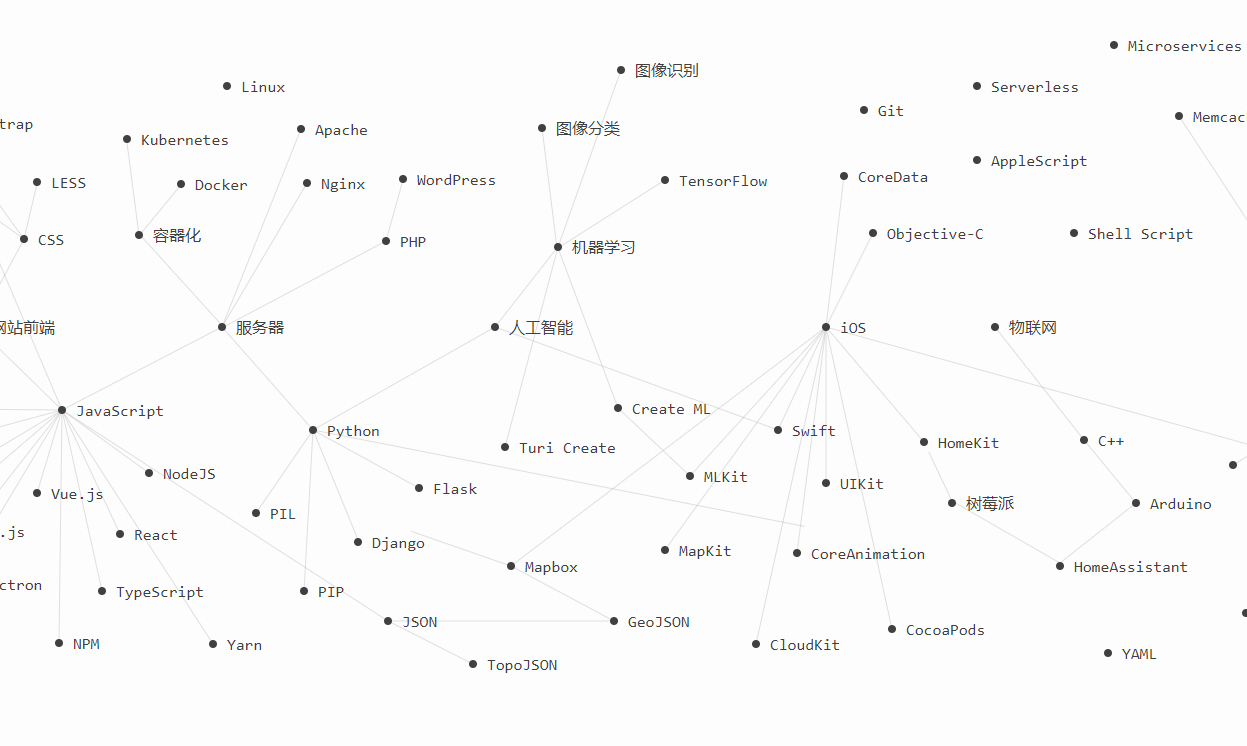 Microservices
图像识别
Linux
Serverless
Git
Memcac
trap
图像分类
Apache
Kubernetes
AppleScript
LESS
Docker
Nginx
WordPress
TensorFlow
CoreData
CSS
容器化
PHP
机器学习
Objective-C
Shell Script
网站前端
服务器
人工智能
iOS
物联网
JavaScript
Python
Create ML
Swift
HomeKit
C++
Turi Create
NodeJS
MLKit
UIKit
Vue.js
Flask
PIL
树莓派
Arduino
.js
React
Django
MapKit
CoreAnimation
Mapbox
HomeAssistant
ctron
TypeScript
PIP
JSON
GeoJSON
CocoaPods
NPM
Yarn
CloudKit
YAML
TopoJSON